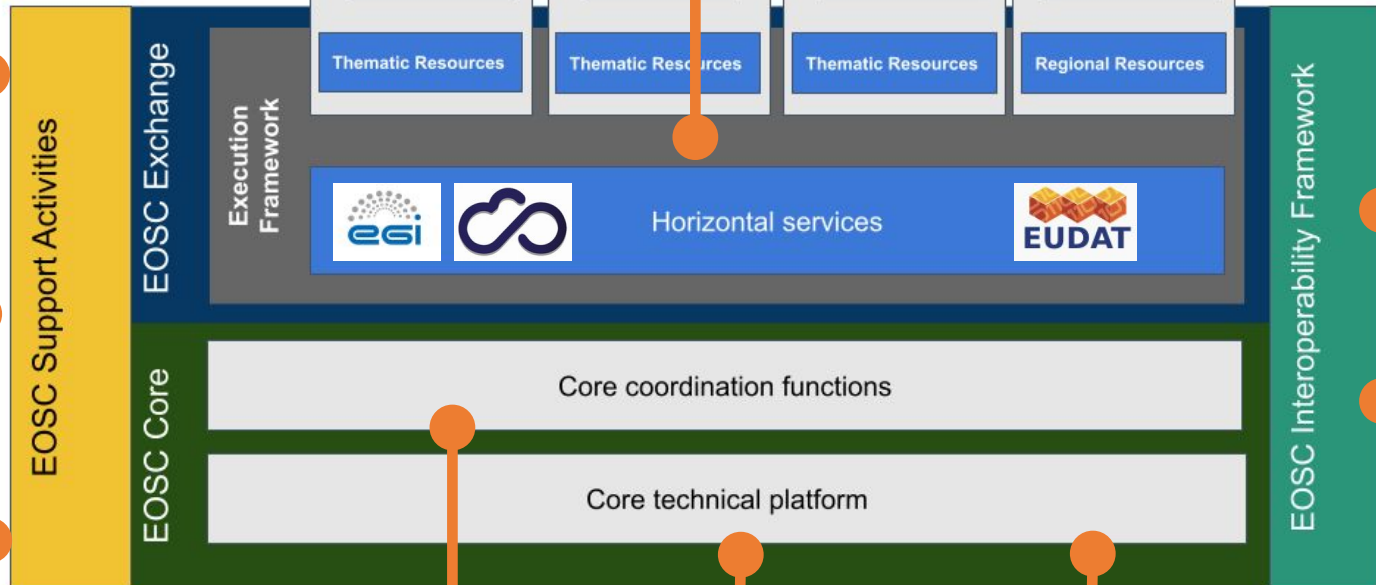 EOSC Support Activities
EOSC Exchange
Execution
Framework
Thematic Resources
Thematic Resources
Thematic Resources
Regional Resources
eGi
Horizontal services
EUDAT
EOSC Core
Core coordination functions
Core technical platform
EOSC Interoperability Framework